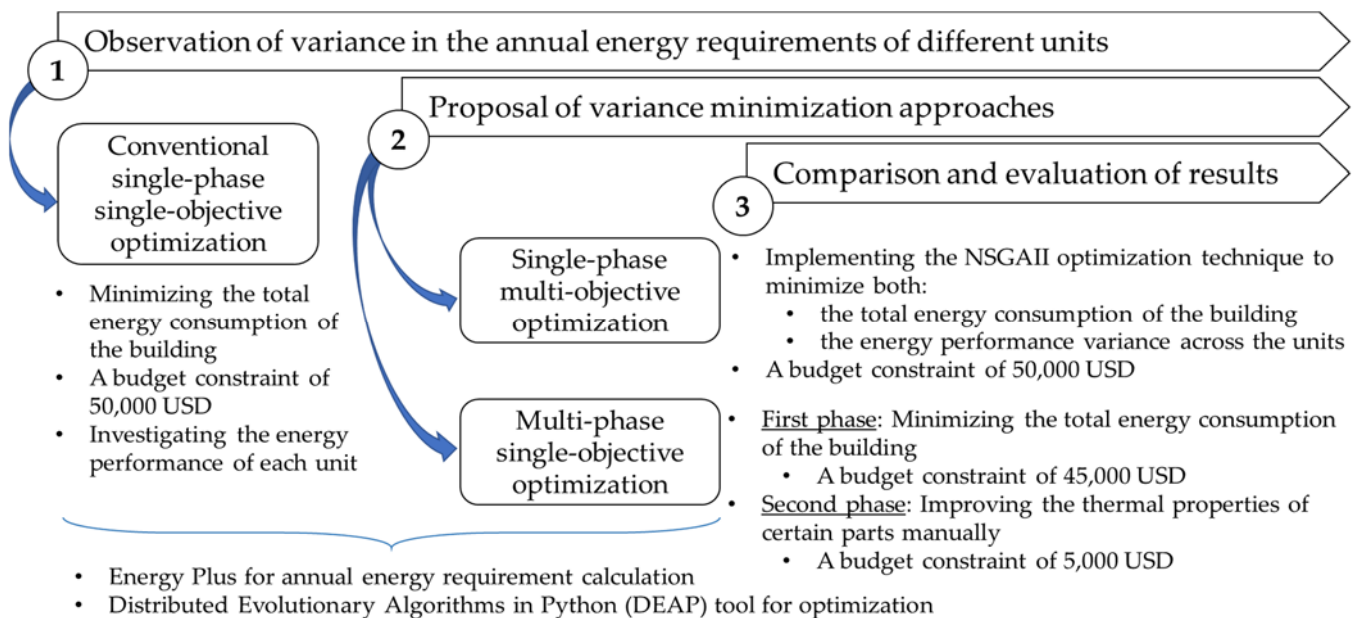 Observation of variance in the annual energy requirements of different units
1
Proposal of variance minimization approaches
2
Comparison and evaluation of results
3
Conventional
single-phase
single-objective
optimization
• Minimizing the total
energy consumption of
the building
• A budget constraint of
50,000 USD
• Investigating the energy
performance of each unit
Single-phase
multi-objective
optimization
• Implementing the NSGAII optimization technique to
minimize both:
• the total energy consumption of the building
• the energy performance variance across the units
• A budget constraint of 50,000 USD
Multi-phase
single-objective
optimization
• First phase: Minimizing the total energy consumption
of the building
• A budget constraint of 45,000 USD
• Second phase: Improving the thermal properties of
certain parts manually
• A budget constraint of 5,000 USD
• Energy Plus for annual energy requirement calculation
• Distributed Evolutionary Algorithms in Python (DEAP) tool for optimization